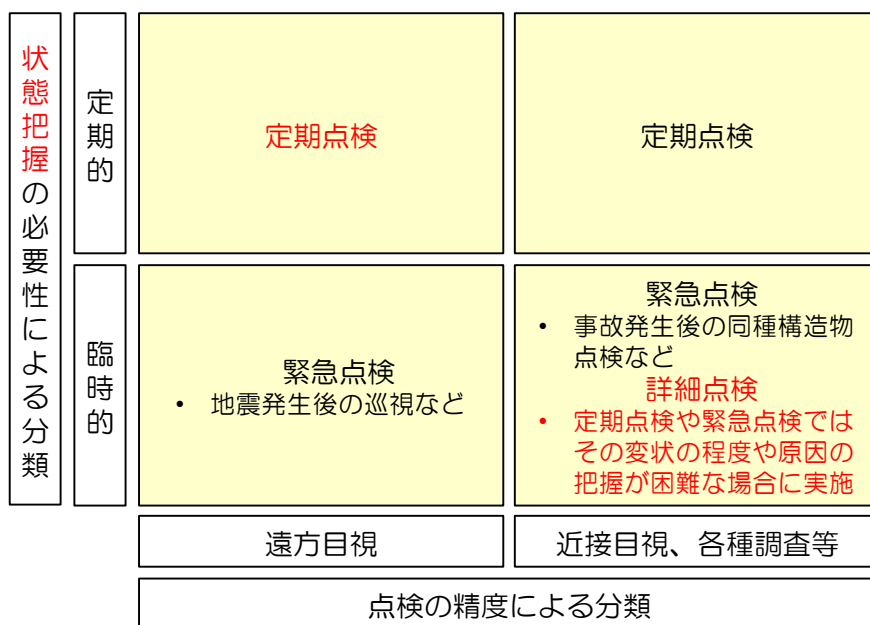 状態把握の必要性による分類
定期的
定期点検
定期点検
臨時的
緊急点検
• 地震発生後の巡視など
緊急点検
• 事故発生後の同種構造物
点検など
詳細点検
• 定期点検や緊急点検では
その変状の程度や原因の
把握が困難な場合に実施
遠方目視
近接目視、各種調査等
点検の精度による分類